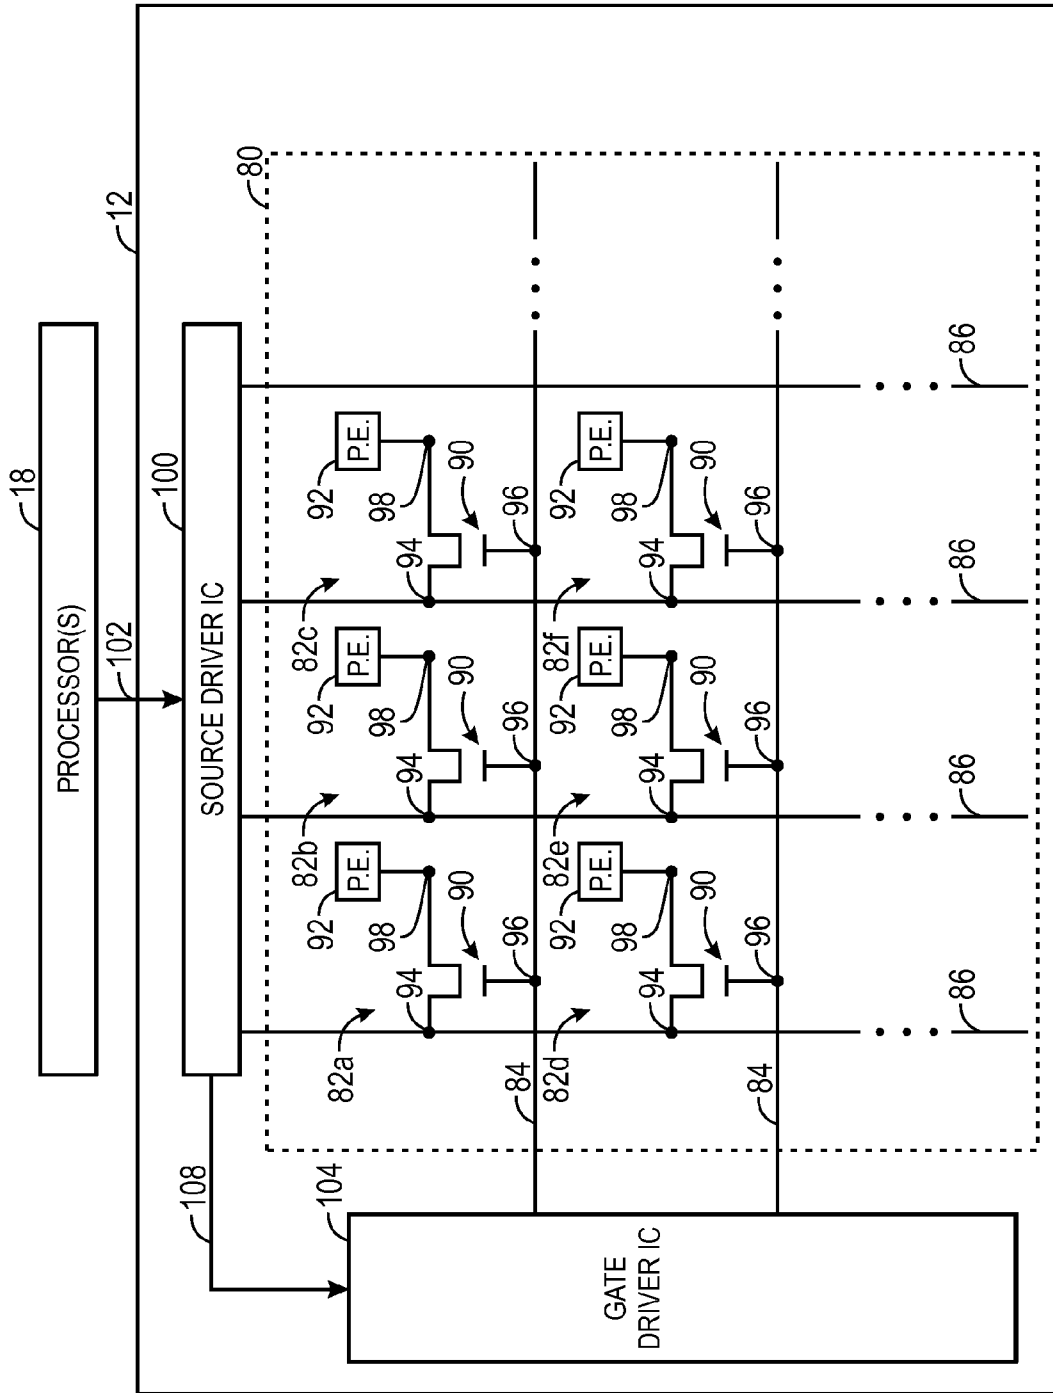 18
PROCESSOR(S)
102
12
100
SOURCE DRIVER IC
108
80
92
P.E.
92
P.E.
92
P.E.
82a
82b
82c
94
98
90
94
98
90
94
98
90
96
96
96
84
92
P.E.
92
P.E.
92
P.E.
82d
82e
82f
94
98
90
94
98
90
94
98
90
96
96
96
84
86
86
86
86
104
GATE
DRIVER IC